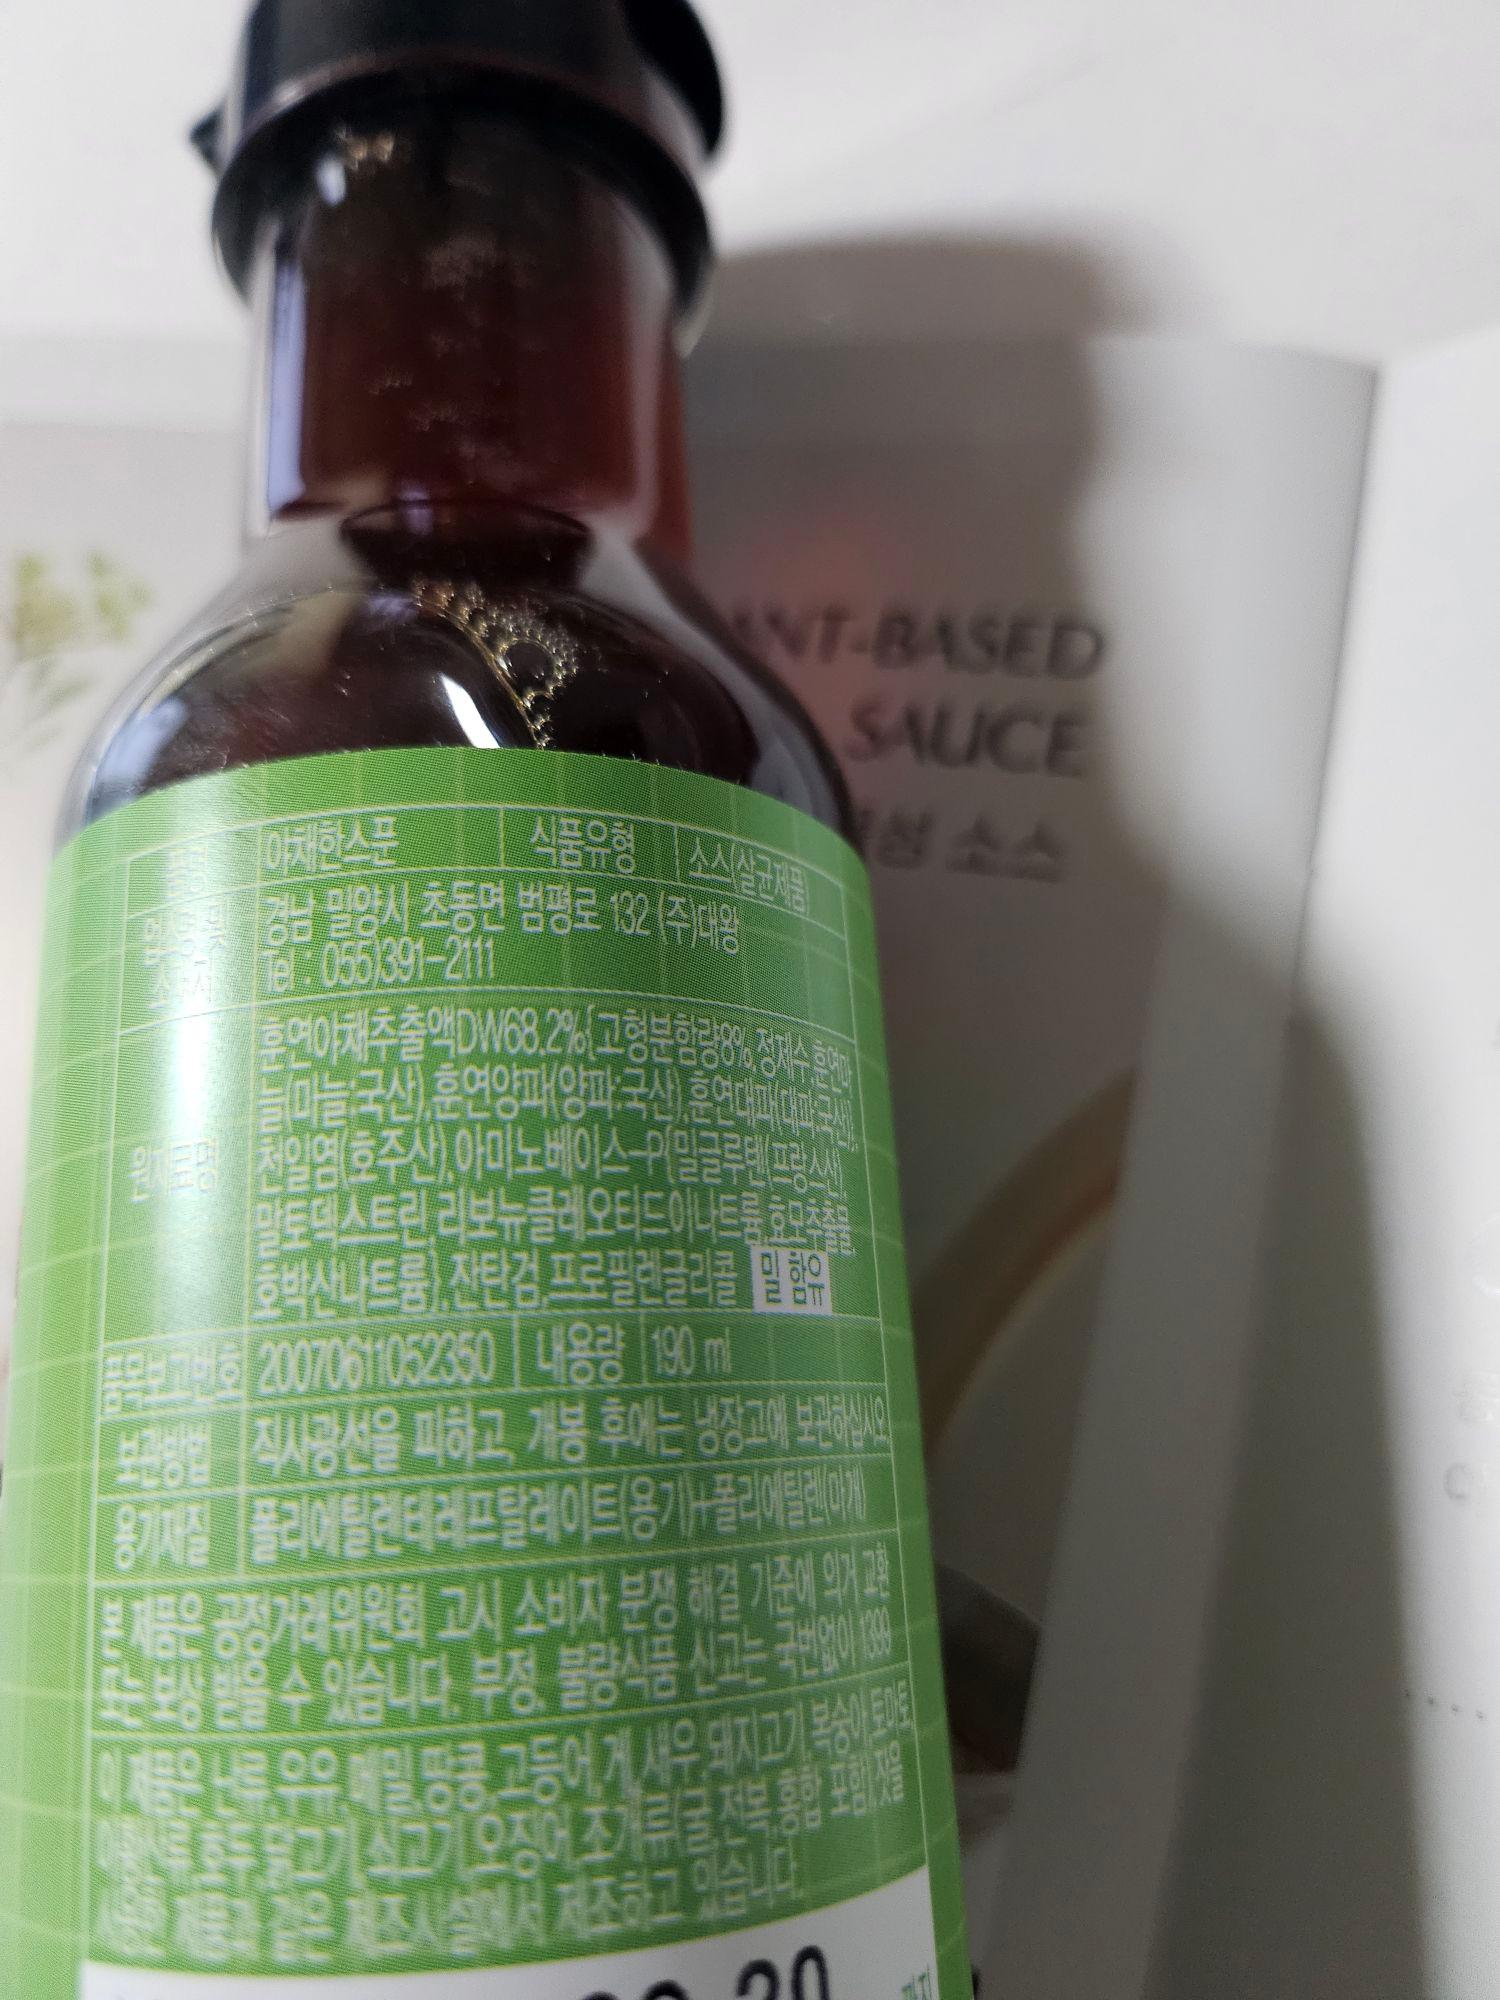 PLANT-BASED
SAUCE
소스
품명 야채한스푼 식품유형 소스(살균제품)
경남 밀양시 초동면 범평로 132 (주)대왕
Tel : 055)391-2111
원재료명
훈연야채추출액DW68.2%{고형분함량8%,정제수,훈연마
늘(마늘:국산),훈연양파(양파:국산),훈연대파(대파:국산)},
천일염(호주산),아미노베이스-P{밀글루텐(프랑스산),
말토덱스트린,리보뉴클레오티드이나트륨,효모추출물,
호박산나트륨},잔탄검,프로필렌글리콜 밀 함유
품목보고번호 20070611052350 내용량 190 ml
보관방법 직사광선을 피하고, 개봉 후에는 냉장고에 보관하십시오.
용기재질 폴리에틸렌테레프탈레이트(용기)+폴리에틸렌(마개)
본 제품은 공정거래위원회 고시 소비자 분쟁 해결 기준에 의거 교환
또는 보상 받을 수 있습니다. 부정, 불량식품 신고는 국번없이 1399
이 제품은 난류,우유,메밀,땅콩,고등어,게,새우,돼지고기,복숭아,토마토,
호두,닭고기,쇠고기,오징어,조개류(굴,전복,홍합 포함),잣을
사용한 제품과 같은 제조시설에서 제조하고 있습니다.
30
까지